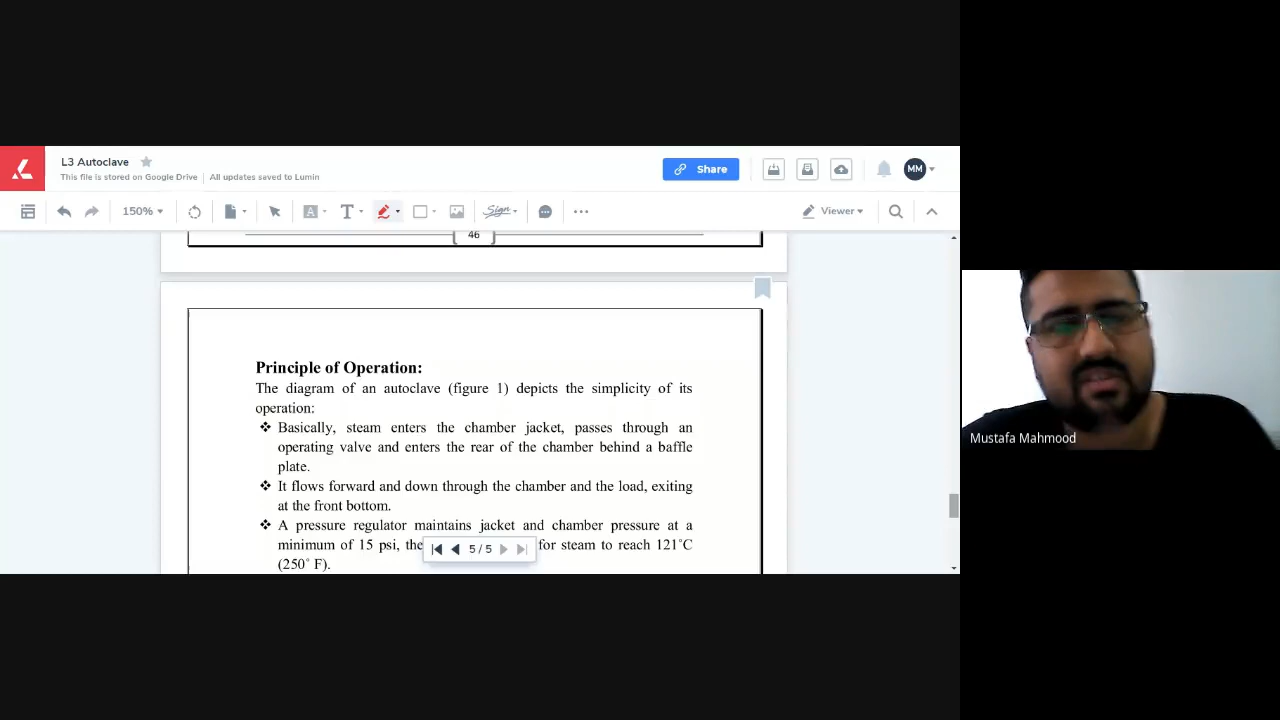 L3 Autoclave
This file is stored on Google Drive | All updates saved to Lumin
Share
MM
150%
A
T
Sign
Viewer
46
Principle of Operation:
The diagram of an autoclave (figure 1) depicts the simplicity of its
operation:
❖ Basically, steam enters the chamber jacket, passes through an
operating valve and enters the rear of the chamber behind a baffle
plate.
❖ It flows forward and down through the chamber and the load, exiting
at the front bottom.
❖ A pressure regulator maintains jacket and chamber pressure at a
minimum of 15 psi, the for steam to reach 121˚C
(250˚ F).
5 / 5
Mustafa Mahmood